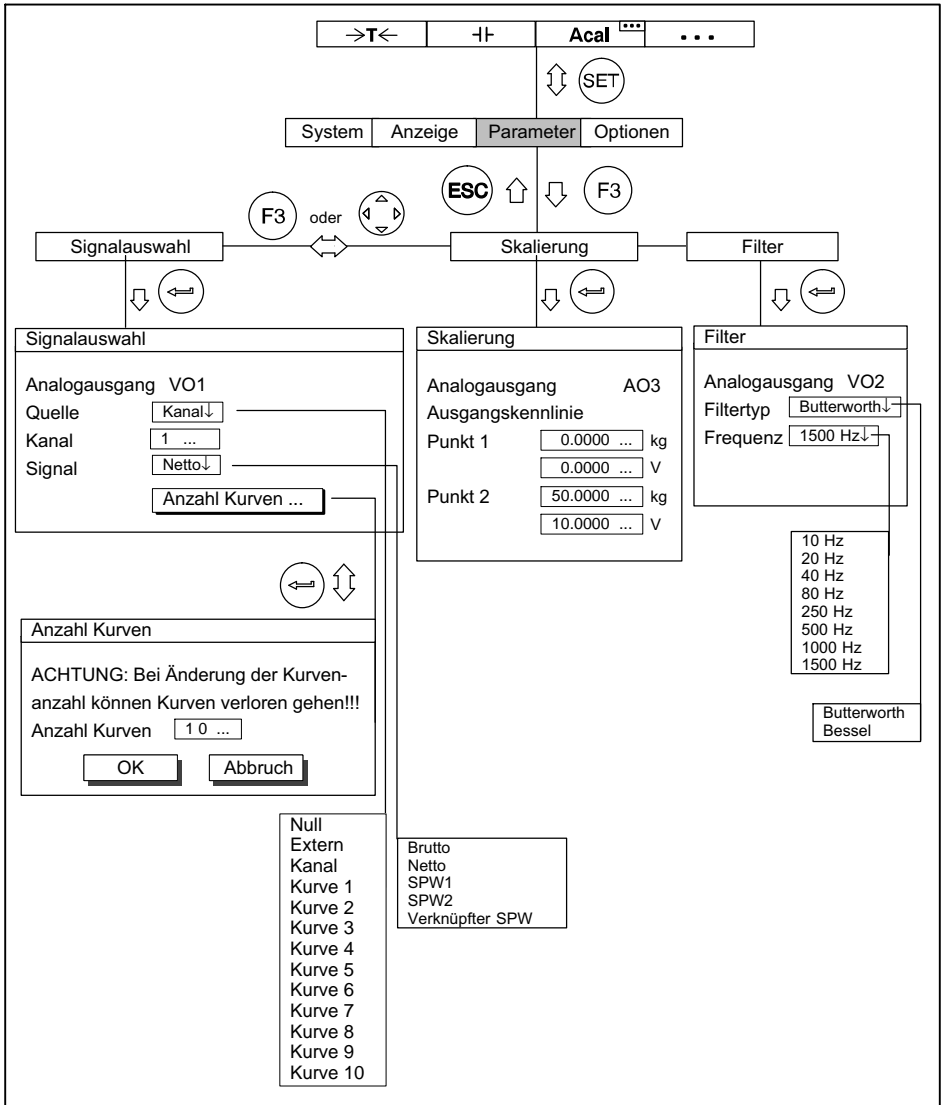 →T← ⊣⊢ Acal ...
SET
System Anzeige Parameter Optionen
ESC F3
F3 oder
Signalauswahl Skalierung Filter
Signalauswahl
Analogausgang VO1
Quelle Kanal↓
Kanal 1 ...
Signal Netto↓
Anzahl Kurven ...
Skalierung
Analogausgang AO3
Ausgangskennlinie
Punkt 1 0.0000 ... kg
0.0000 ... V
Punkt 2 50.0000 ... kg
10.0000 ... V
Filter
Analogausgang VO2
Filtertyp Butterworth↓
Frequenz 1500 Hz↓
10 Hz
20 Hz
40 Hz
80 Hz
250 Hz
500 Hz
1000 Hz
1500 Hz
Butterworth
Bessel
Anzahl Kurven
ACHTUNG: Bei Änderung der Kurven-
anzahl können Kurven verloren gehen!!!
Anzahl Kurven 1 0 ...
OK Abbruch
Null
Extern
Kanal
Kurve 1
Kurve 2
Kurve 3
Kurve 4
Kurve 5
Kurve 6
Kurve 7
Kurve 8
Kurve 9
Kurve 10
Brutto
Netto
SPW1
SPW2
Verknüpfter SPW